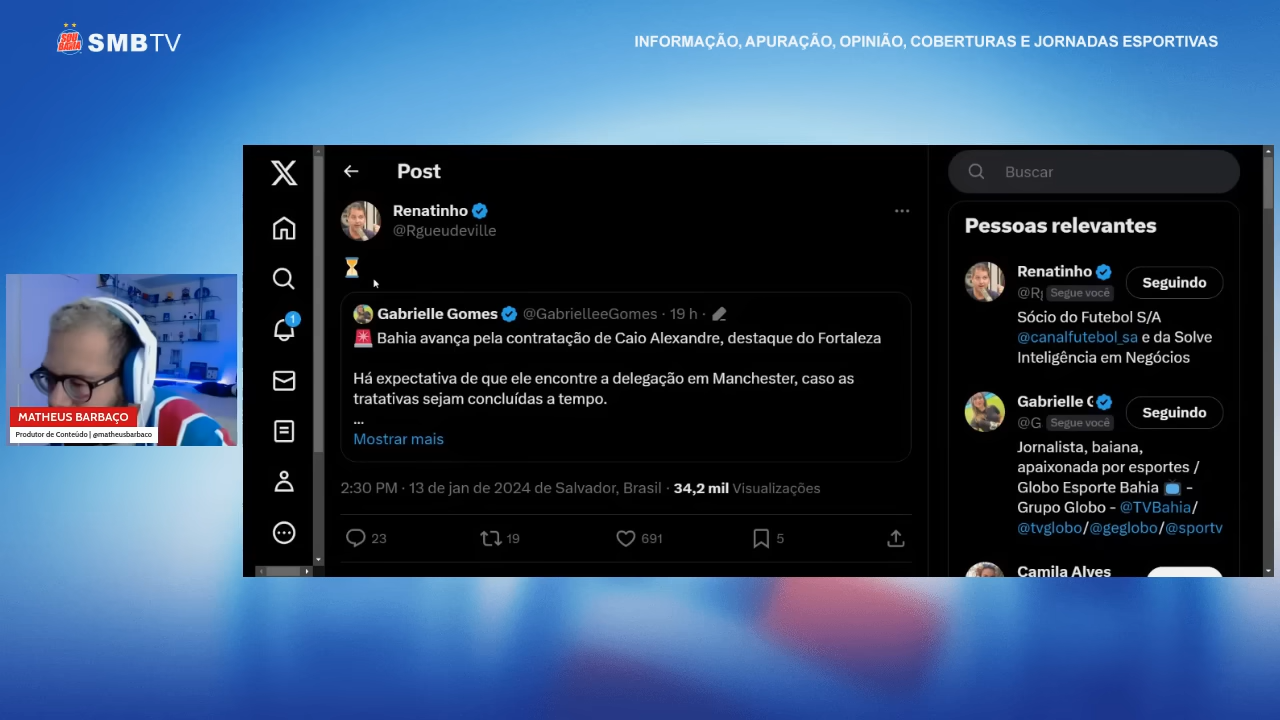 SOU
BAHIA
SMBTV
INFORMAÇÃO, APURAÇÃO, OPINIÃO, COBERTURAS E JORNADAS ESPORTIVAS
Post
Renatinho
@Rgueudeville
⏳
Gabrielle Gomes @GabrielleeGomes · 19 h ·
🚨 Bahia avança pela contratação de Caio Alexandre, destaque do Fortaleza
Há expectativa de que ele encontre a delegação em Manchester, caso as
tratativas sejam concluídas a tempo.
...
Mostrar mais
2:30 PM · 13 de jan de 2024 de Salvador, Brasil · 34,2 mil Visualizações
23
19
691
5
1
Buscar
Pessoas relevantes
Renatinho
@R Segue você
Seguindo
Sócio do Futebol S/A
@canalfutebol_sa e da Solve
Inteligência em Negócios
Gabrielle G
@G Segue você
Seguindo
Jornalista, baiana,
apaixonada por esportes /
Globo Esporte Bahia 📺 -
Grupo Globo - @TVBahia/
@tvglobo/@geglobo/@sportv
Camila Alves
MATHEUS BARBAÇO
Produtor de Conteúdo | @matheusbarbaco